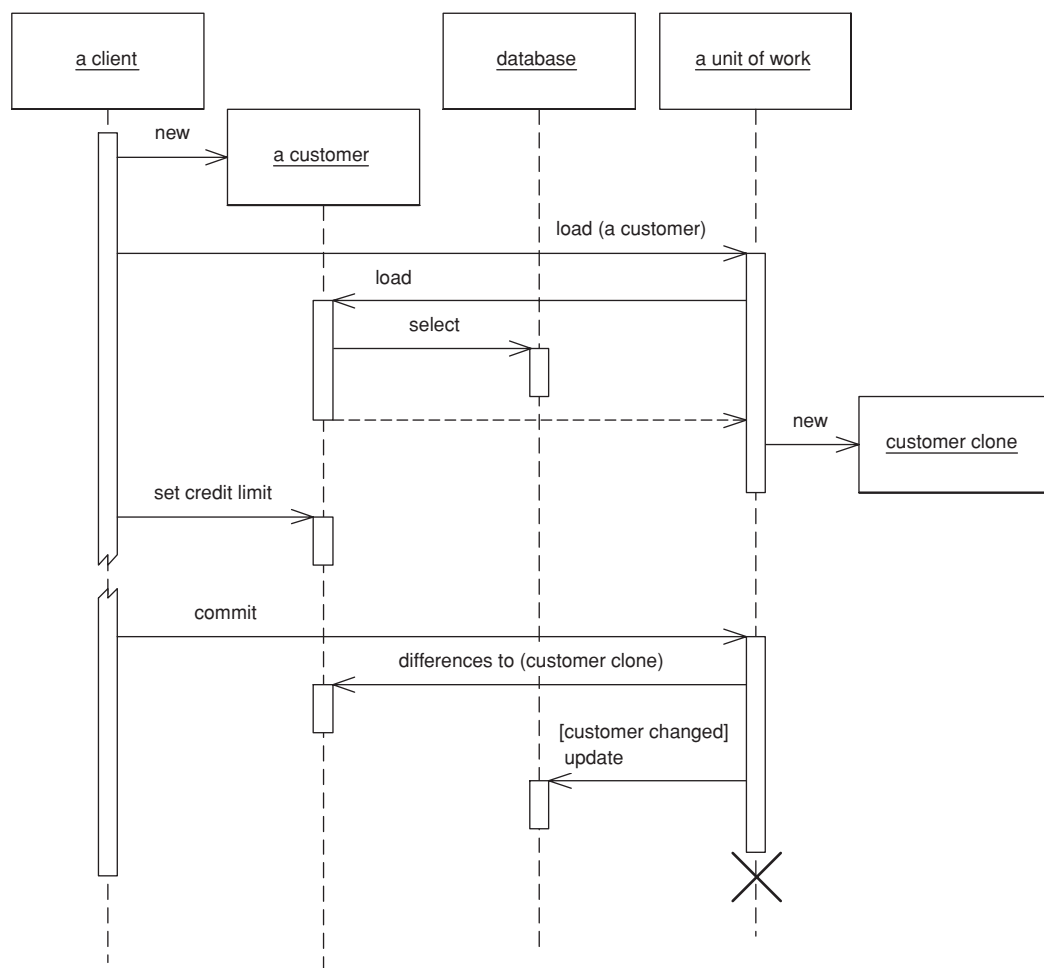 a client
database
a unit of work
new
a customer
load (a customer)
load
select
new
customer clone
set credit limit
commit
differences to (customer clone)
[customer changed]
update